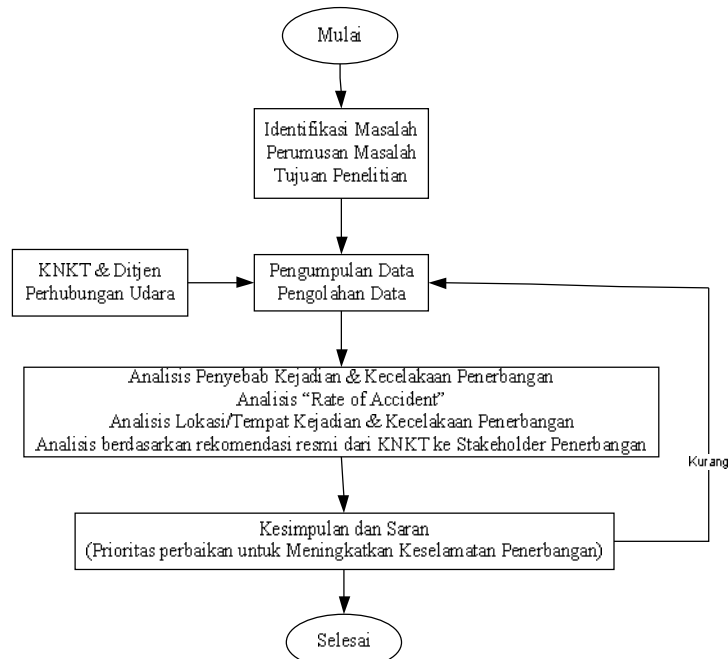 Mulai
Identifikasi Masalah
Perumusan Masalah
Tujuan Penelitian
KNKT & Ditjen
Perhubungan Udara
Pengumpulan Data
Pengolahan Data
Analisis Penyebab Kejadian & Kecelakaan Penerbangan
Analisis “Rate of Accident”
Analisis Lokasi/Tempat Kejadian & Kecelakaan Penerbangan
Analisis berdasarkan rekomendasi resmi dari KNKT ke Stakeholder Penerbangan
Kurang
Kesimpulan dan Saran
(Prioritas perbaikan untuk Meningkatkan Keselamatan Penerbangan)
Selesai